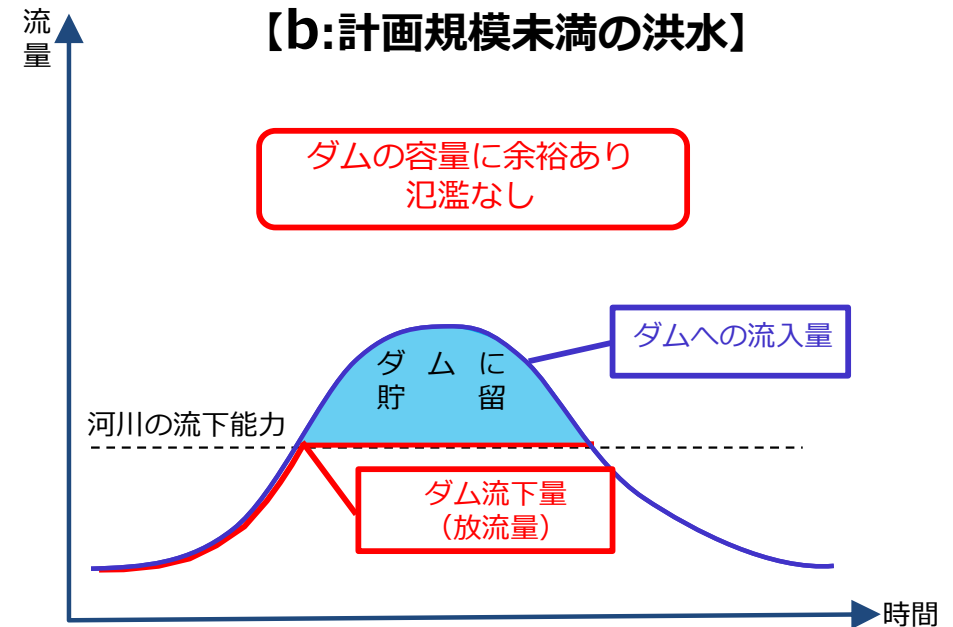 流
量
【b:計画規模未満の洪水】
ダムの容量に余裕あり
氾濫なし
ダムへの流入量
ダムに
貯留
河川の流下能力
ダム流下量
（放流量）
時間